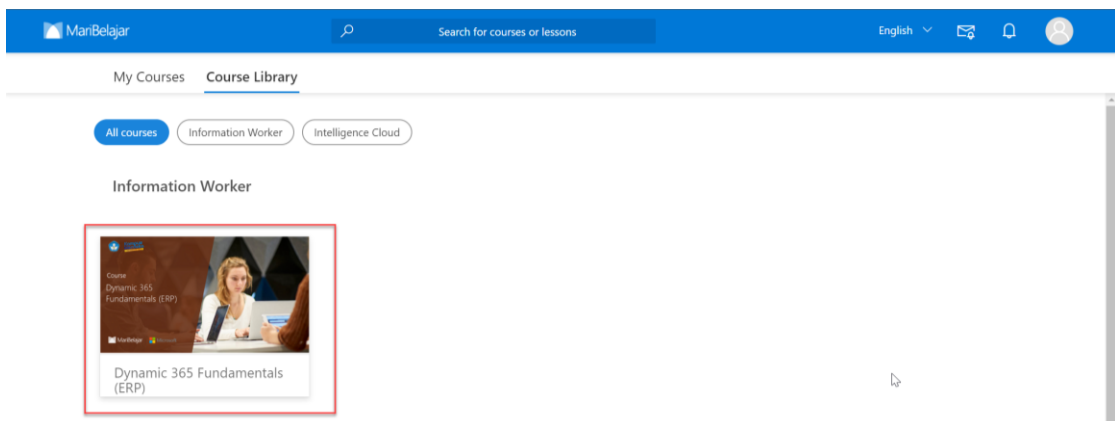 MariBelajar
Search for courses or lessons
English
My Courses
Course Library
All courses
Information Worker
Intelligence Cloud
Information Worker
Course
Dynamic 365
Fundamentals (ERP)
MariBelajar
Microsoft
Dynamic 365 Fundamentals
(ERP)